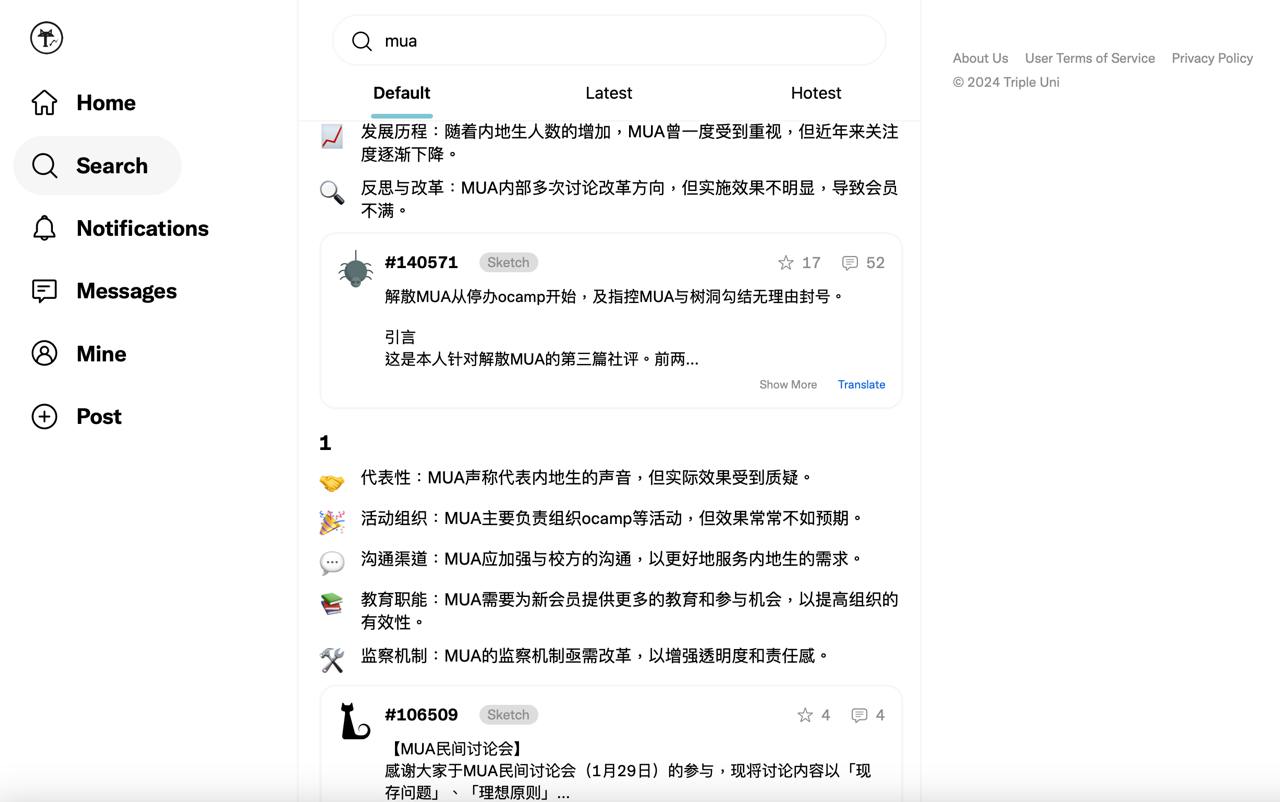 Home
Search
Notifications
Messages
Mine
Post
mua
Default
Latest
Hotest
发展历程：随着内地生人数的增加，MUA曾一度受到重视，但近年来关注
度逐渐下降。
反思与改革：MUA内部多次讨论改革方向，但实施效果不明显，导致会员
不满。
#140571 Sketch 17 52
解散MUA从停办ocamp开始，及指控MUA与树洞勾结无理由封号。
引言
这是本人针对解散MUA的第三篇社评。前两...
Show More Translate
1
代表性：MUA声称代表内地生的声音，但实际效果受到质疑。
活动组织：MUA主要负责组织ocamp等活动，但效果常常不如预期。
沟通渠道：MUA应加强与校方的沟通，以更好地服务内地生的需求。
教育职能：MUA需要为新会员提供更多的教育和参与机会，以提高组织的
有效性。
监察机制：MUA的监察机制亟需改革，以增强透明度和责任感。
#106509 Sketch 4 4
【MUA民间讨论会】
感谢大家于MUA民间讨论会（1月29日）的参与，现将讨论内容以「现
存问题」、「理想原则」...
About Us User Terms of Service Privacy Policy
© 2024 Triple Uni